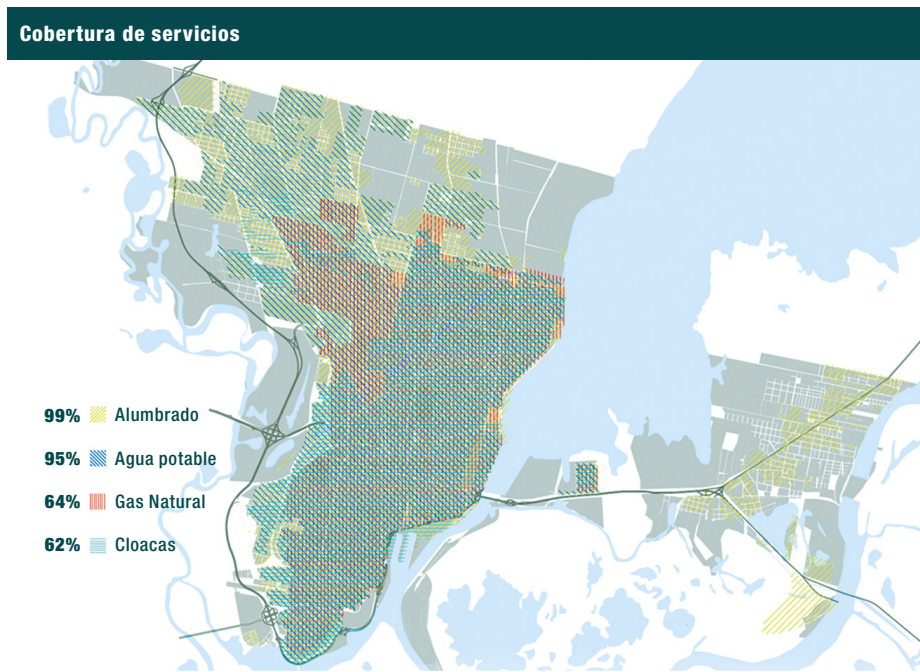 Cobertura de servicios
99% Alumbrado
95% Agua potable
64% Gas Natural
62% Cloacas